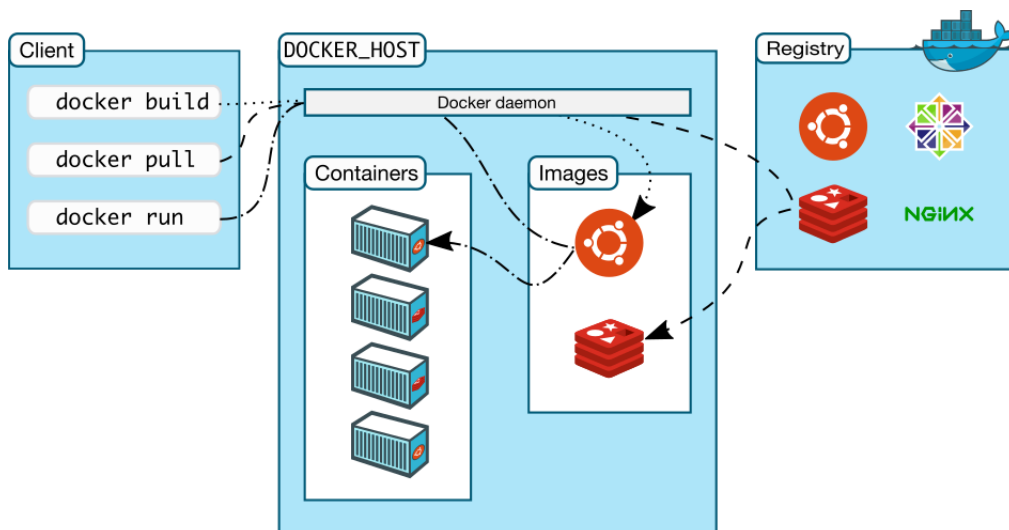 Client
docker build
docker pull
docker run
DOCKER_HOST
Docker daemon
Containers
Images
Registry
NGINX